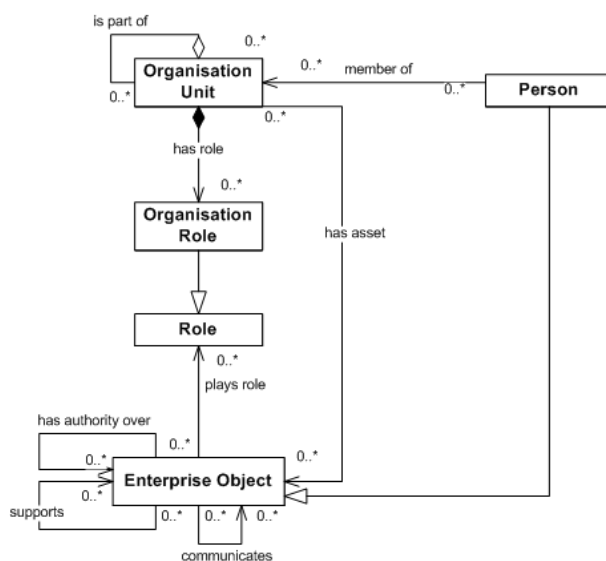 is part of
0..*
Organisation
Unit
0..*
0..*
member of
0..*
Person
0..*
has role
0..*
Organisation
Role
has asset
Role
0..*
plays role
has authority over
0..*
0..*
0..*
Enterprise Object
0..*
supports
0..*
0..*
0..*
communicates